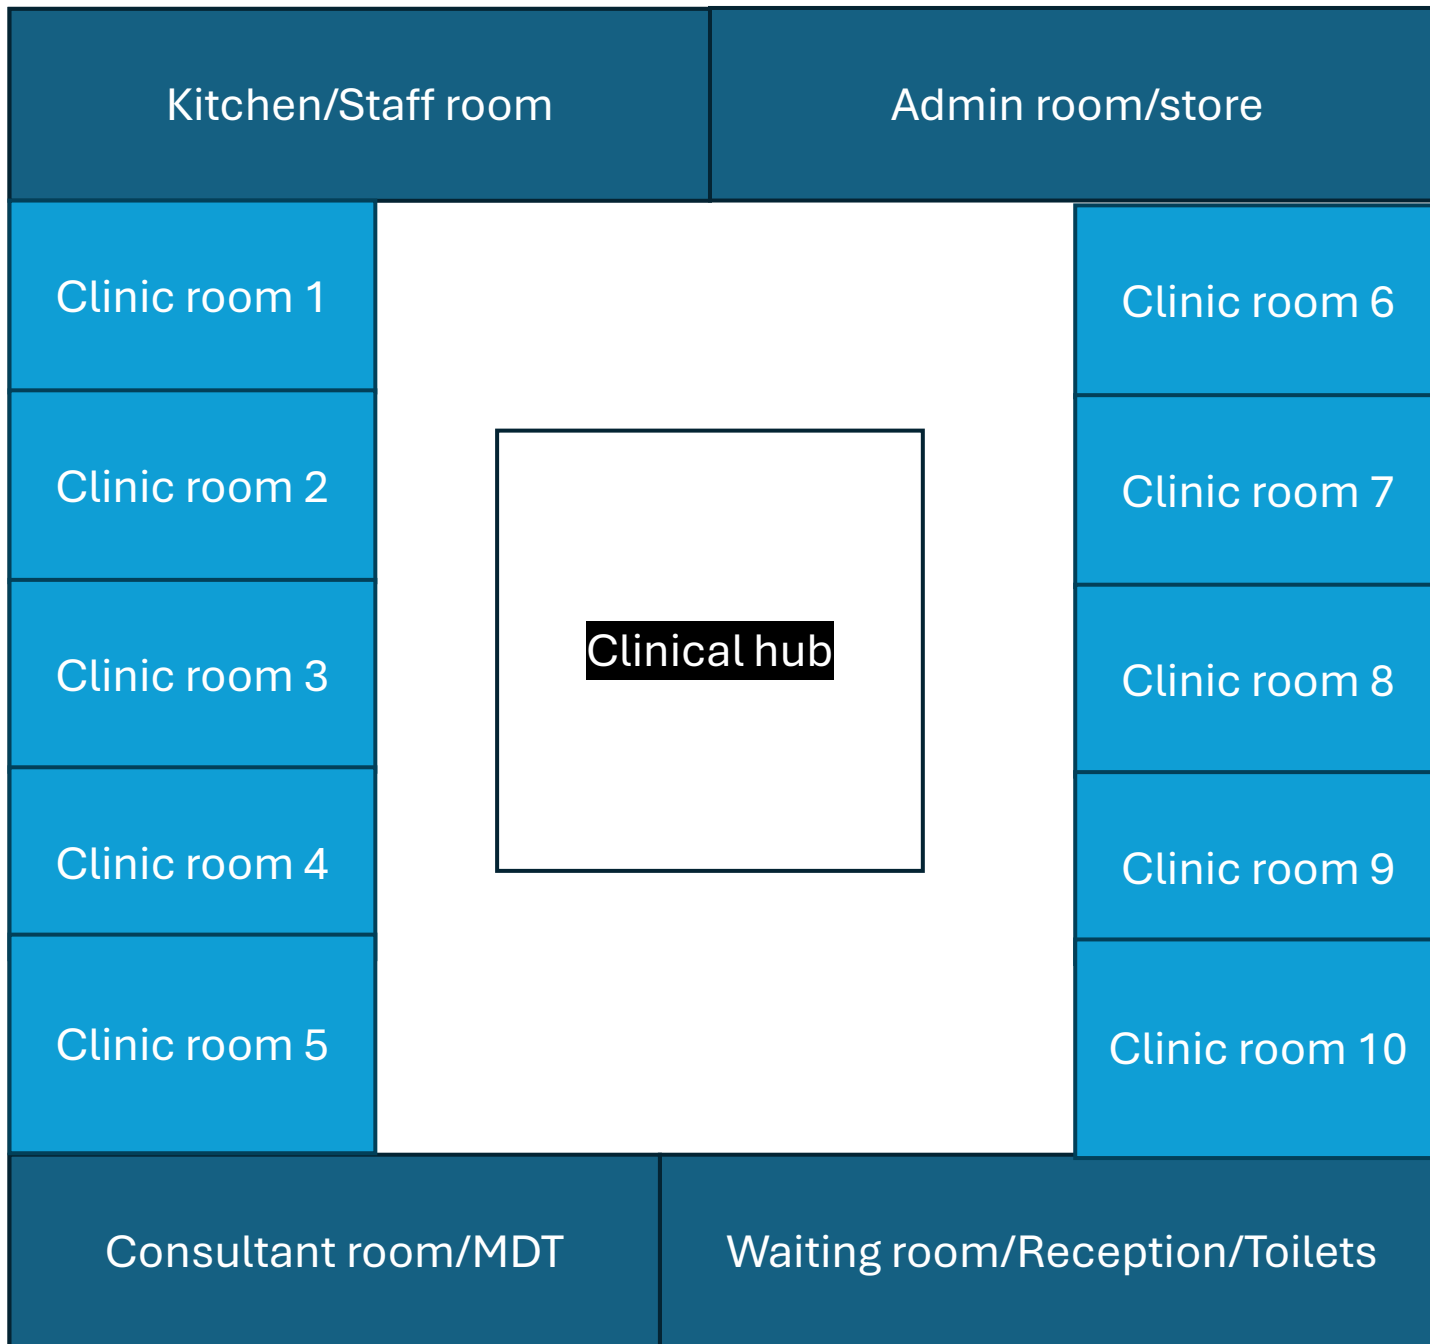 Kitchen/Staff room
Admin room/store
Clinic room 1
Clinic room 6
Clinic room 2
Clinic room 7
Clinical hub
Clinic room 3
Clinic room 8
Clinic room 4
Clinic room 9
Clinic room 5
Clinic room 10
Consultant room/MDT
Waiting room/Reception/Toilets